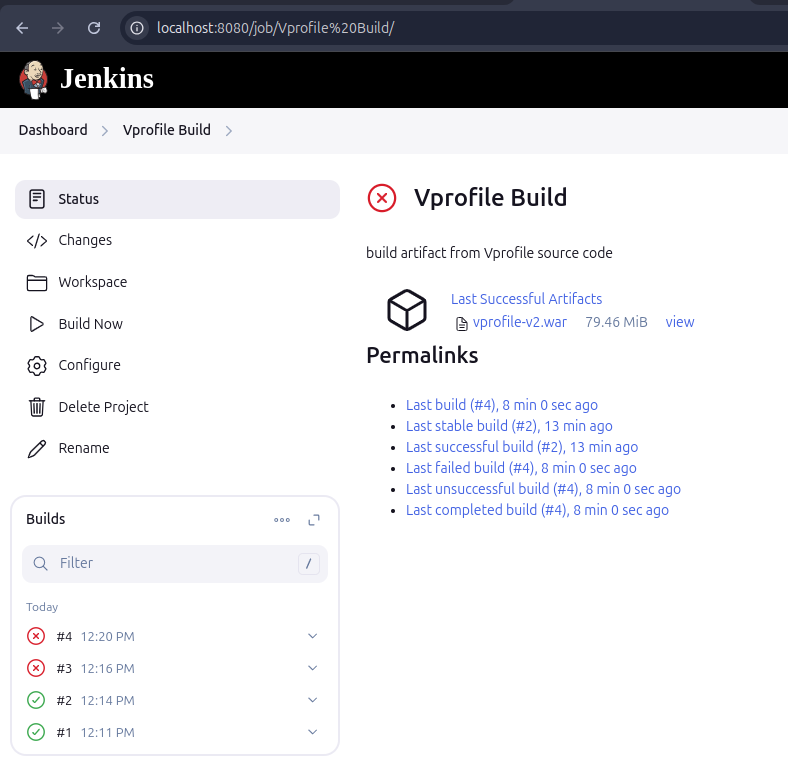 localhost:8080/job/Vprofile%20Build/
Jenkins
Dashboard > Vprofile Build >
Status
Changes
Workspace
Build Now
Configure
Delete Project
Rename
Builds
Filter /
Today
#4 12:20 PM
#3 12:16 PM
#2 12:14 PM
#1 12:11 PM
Vprofile Build
build artifact from Vprofile source code
Last Successful Artifacts
vprofile-v2.war 79.46 MiB view
Permalinks
Last build (#4), 8 min 0 sec ago
Last stable build (#2), 13 min ago
Last successful build (#2), 13 min ago
Last failed build (#4), 8 min 0 sec ago
Last unsuccessful build (#4), 8 min 0 sec ago
Last completed build (#4), 8 min 0 sec ago